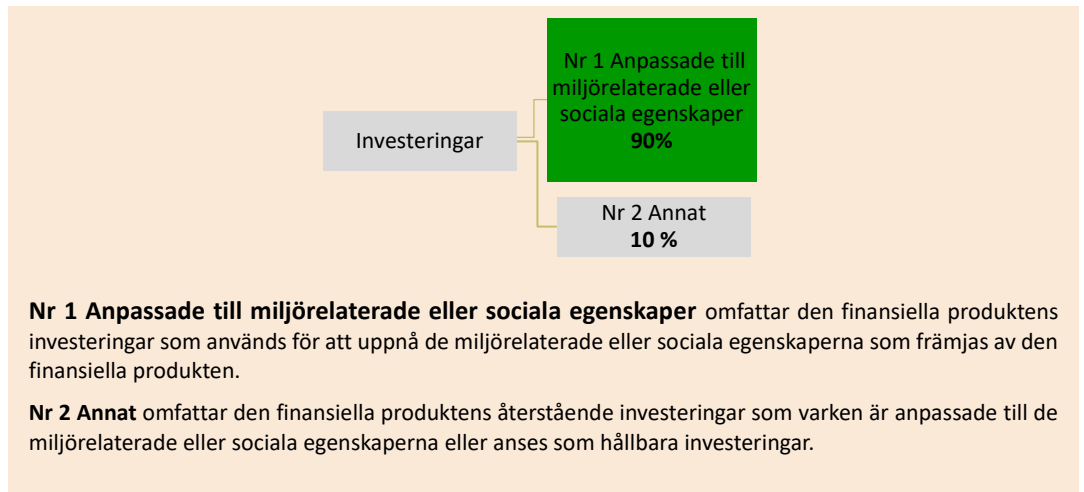 Nr 1 Anpassade till
miljörelaterade eller
sociala egenskaper
90%
Investeringar
Nr 2 Annat
10 %
Nr 1 Anpassade till miljörelaterade eller sociala egenskaper omfattar den finansiella produktens
investeringar som används för att uppnå de miljörelaterade eller sociala egenskaperna som främjas av den
finansiella produkten.
Nr 2 Annat omfattar den finansiella produktens återstående investeringar som varken är anpassade till de
miljörelaterade eller sociala egenskaperna eller anses som hållbara investeringar.